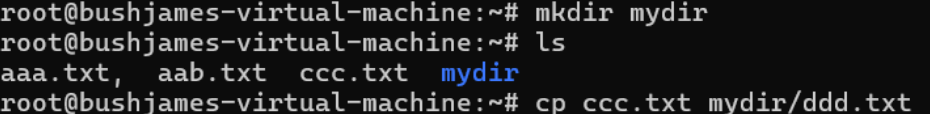 root@bushjames-virtual-machine:~# mkdir mydir
root@bushjames-virtual-machine:~# ls
aaa.txt,  aab.txt  ccc.txt  mydir
root@bushjames-virtual-machine:~# cp ccc.txt mydir/ddd.txt